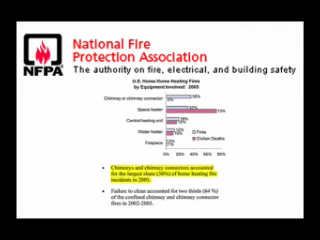 National Fire
Protection Association
NFPA
The authority on fire, electrical, and building safety
U.S. Home Home Heating Fires
by Equipment Involved: 2005
Chimney or chimney connector
Space heater
Central heating unit
Water heater
Fireplace
Fires
Civilian Deaths
0% 20% 40% 60% 80%
• Chimneys and chimney connectors accounted
for the largest share (36%) of home heating fire
incidents in 2005.
• Failure to clean accounted for two thirds (64 %)
of the confined chimney and chimney connector
fires in 2002-2005.